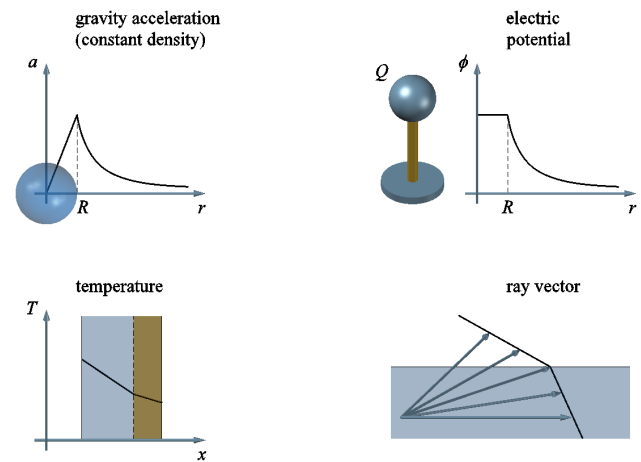 gravity acceleration
(constant density)
a
R
r
electric
potential
Q
ϕ
R
r
temperature
T
x
ray vector